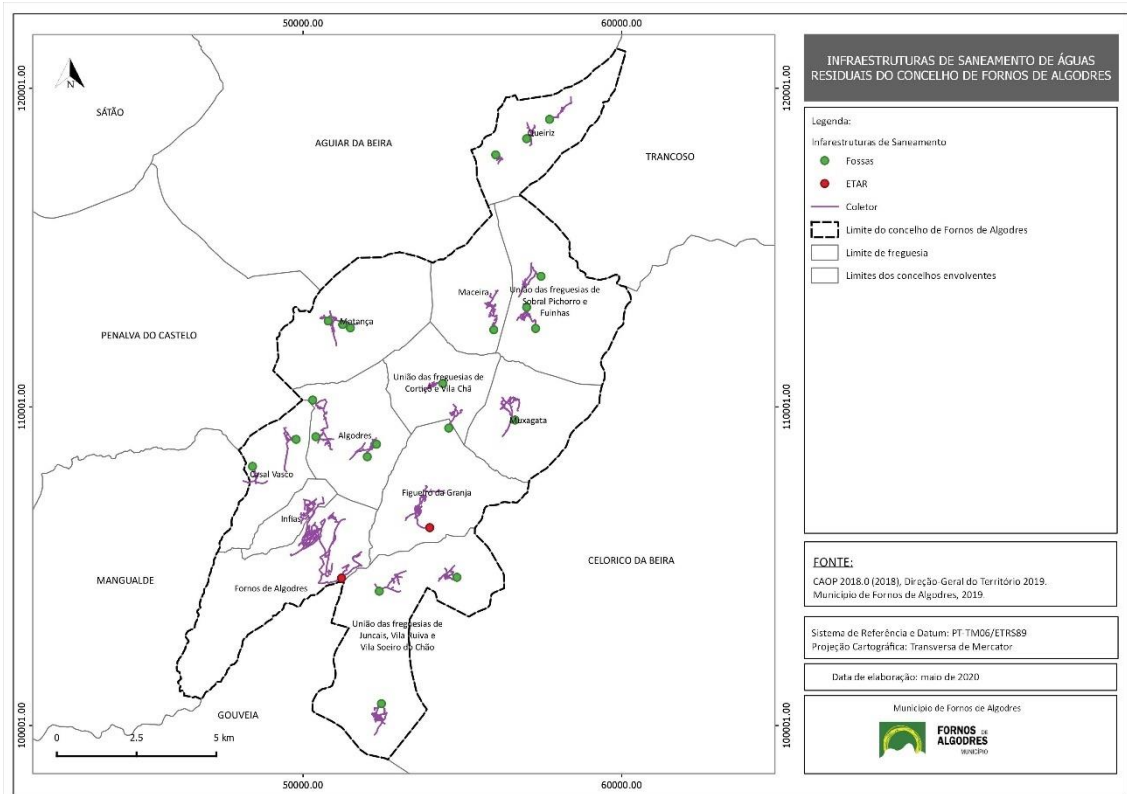 50000.00
60000.00
N
120001.00
120001.00
SÁTÃO
AGUIAR DA BEIRA
Queiriz
TRANCOSO
Maceira
União das freguesias de
Sobral Pichorro e
Fuinhas
Matança
PENALVA DO CASTELO
União das freguesias de
Cortiçô e Vila Chã
110001.00
110001.00
Muxagata
Algodres
Casal Vasco
Figueiró da Granja
Infias
CELORICO DA BEIRA
MANGUALDE
Fornos de Algodres
União das freguesias de
Juncais, Vila Ruiva e
Vila Soeiro do Chão
GOUVEIA
100001.00
100001.00
0 2.5 5 km
50000.00
60000.00
INFRAESTRUTURAS DE SANEAMENTO DE ÁGUAS
RESIDUAIS DO CONCELHO DE FORNOS DE ALGODRES
Legenda:
Infarestruturas de Saneamento
Fossas
ETAR
Coletor
Limite do concelho de Fornos de Algodres
Limite de freguesia
Limites dos concelhos envolventes
FONTE:
CAOP 2018.0 (2018), Direção-Geral do Território 2019.
Município de Fornos de Algodres, 2019.
Sistema de Referência e Datum: PT-TM06/ETRS89
Projeção Cartográfica: Transversa de Mercator
Data de elaboração: maio de 2020
Município de Fornos de Algodres
FORNOS DE
ALGODRES
MUNICÍPIO